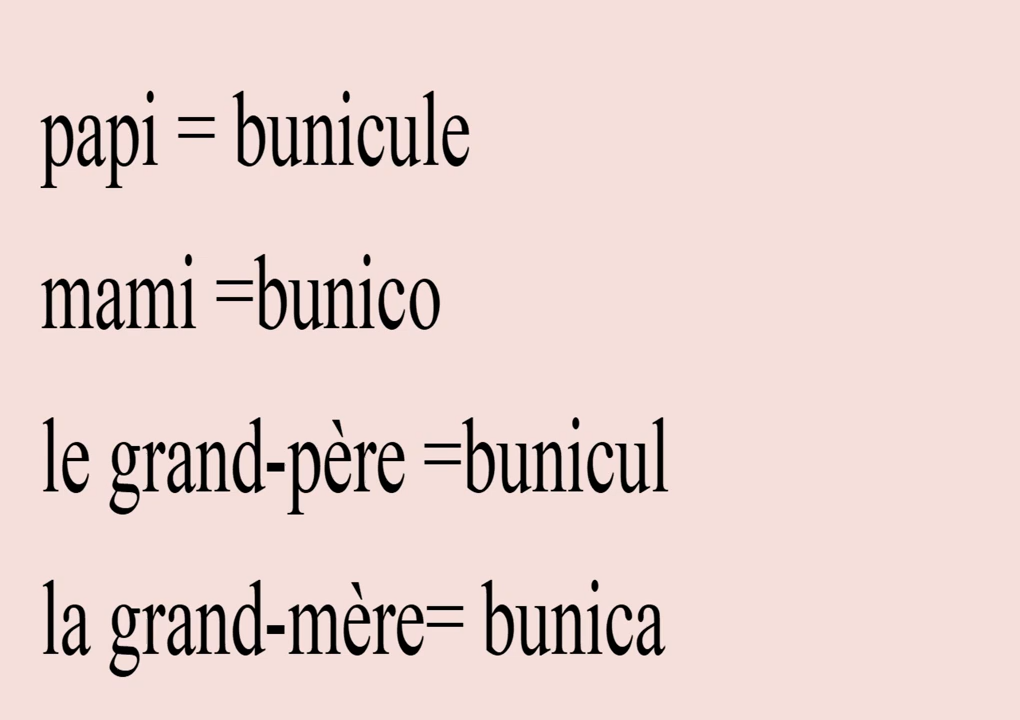 papi = bunicule
mami =bunico
le grand-père =bunicul
la grand-mère= bunica